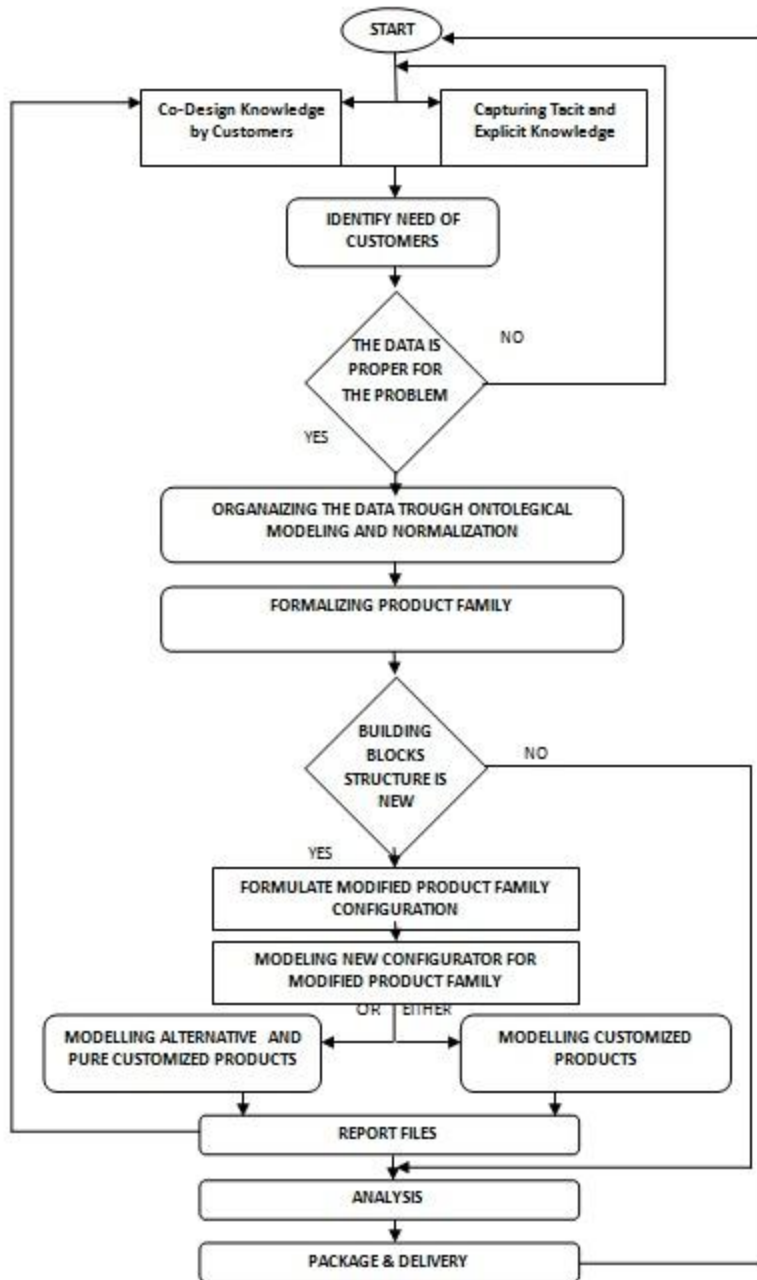 START
Co-Design Knowledge
by Customers
Capturing Tacit and
Explicit Knowledge
IDENTIFY NEED OF
CUSTOMERS
THE DATA IS
PROPER FOR
THE PROBLEM
NO
YES
ORGANAIZING THE DATA TROUGH ONTOLEGICAL
MODELING AND NORMALIZATION
FORMALIZING PRODUCT FAMILY
BUILDING
BLOCKS
STRUCTURE IS
NEW
NO
YES
FORMULATE MODIFIED PRODUCT FAMILY
CONFIGURATION
MODELING NEW CONFIGURATOR FOR
MODIFIED PRODUCT FAMILY
OR EITHER
MODELLING ALTERNATIVE AND
PURE CUSTOMIZED PRODUCTS
MODELLING CUSTOMIZED
PRODUCTS
REPORT FILES
ANALYSIS
PACKAGE & DELIVERY